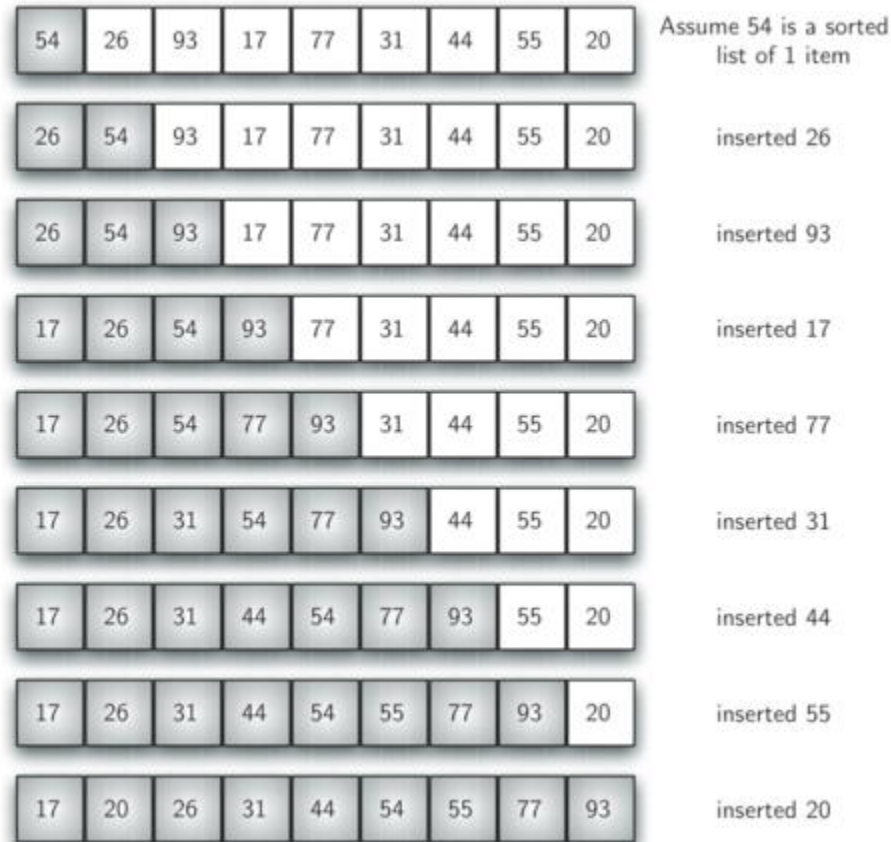 54 26 93 17 77 31 44 55 20 Assume 54 is a sorted
list of 1 item
26 54 93 17 77 31 44 55 20 inserted 26
26 54 93 17 77 31 44 55 20 inserted 93
17 26 54 93 77 31 44 55 20 inserted 17
17 26 54 77 93 31 44 55 20 inserted 77
17 26 31 54 77 93 44 55 20 inserted 31
17 26 31 44 54 77 93 55 20 inserted 44
17 26 31 44 54 55 77 93 20 inserted 55
17 20 26 31 44 54 55 77 93 inserted 20